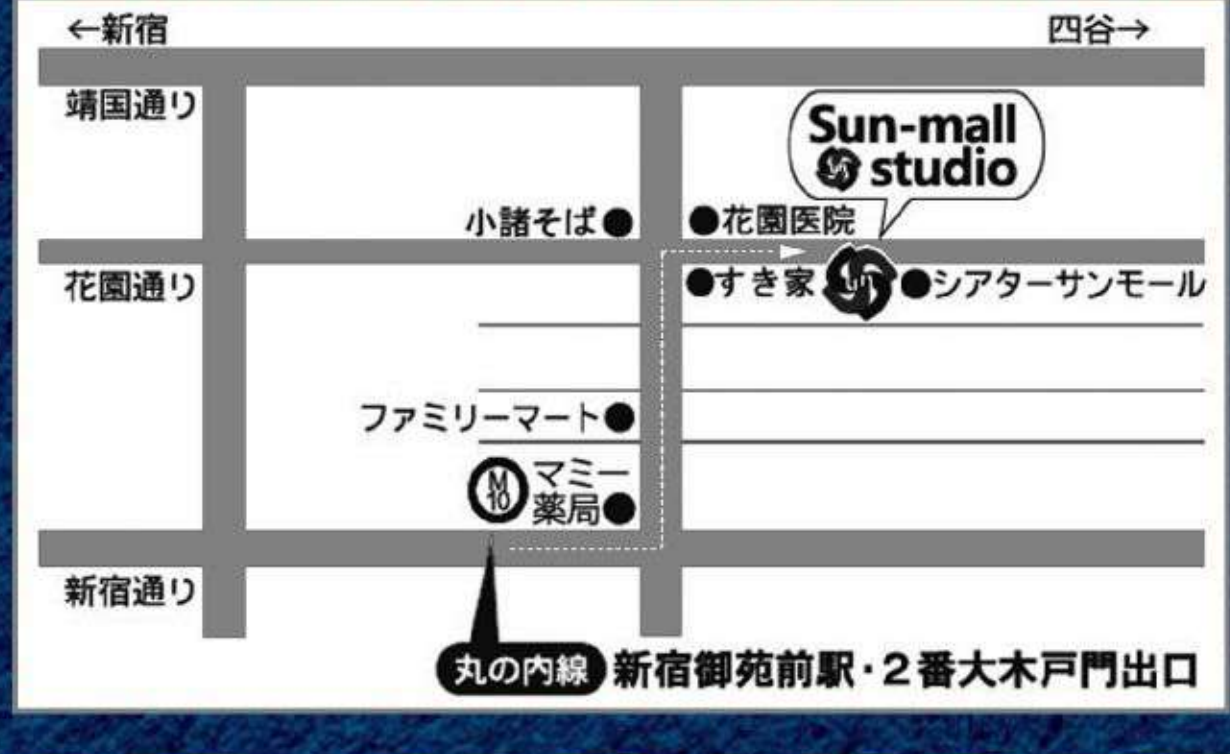 ←新宿
四谷→
靖国通り
Sun-mall
studio
小諸そば●
●花園医院
花園通り
●すき家
●シアターサンモール
ファミリーマート●
M
10
マミー
薬局●
新宿通り
丸の内線 新宿御苑前駅・2番大木戸門出口